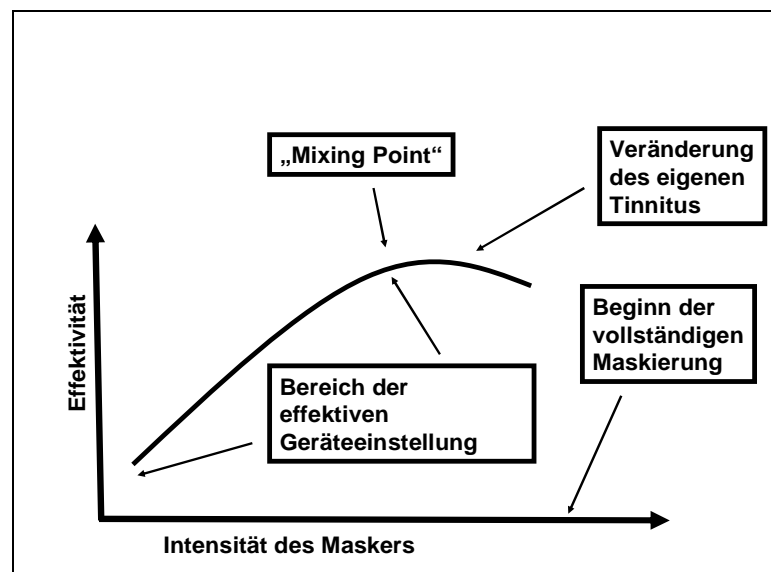 „Mixing Point“
Veränderung
des eigenen
Tinnitus
Effektivität
Beginn der
vollständigen
Maskierung
Bereich der
effektiven
Geräteeinstellung
Intensität des Maskers